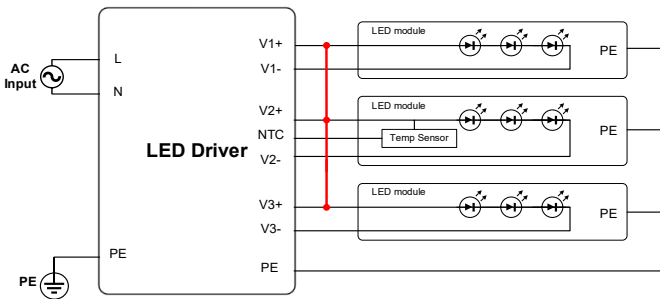 AC
Input
L
N
LED Driver
PE
PE
V1+
V1-
V2+
NTC
V2-
V3+
V3-
PE
LED module
PE
LED module
Temp Sensor
PE
LED module
PE